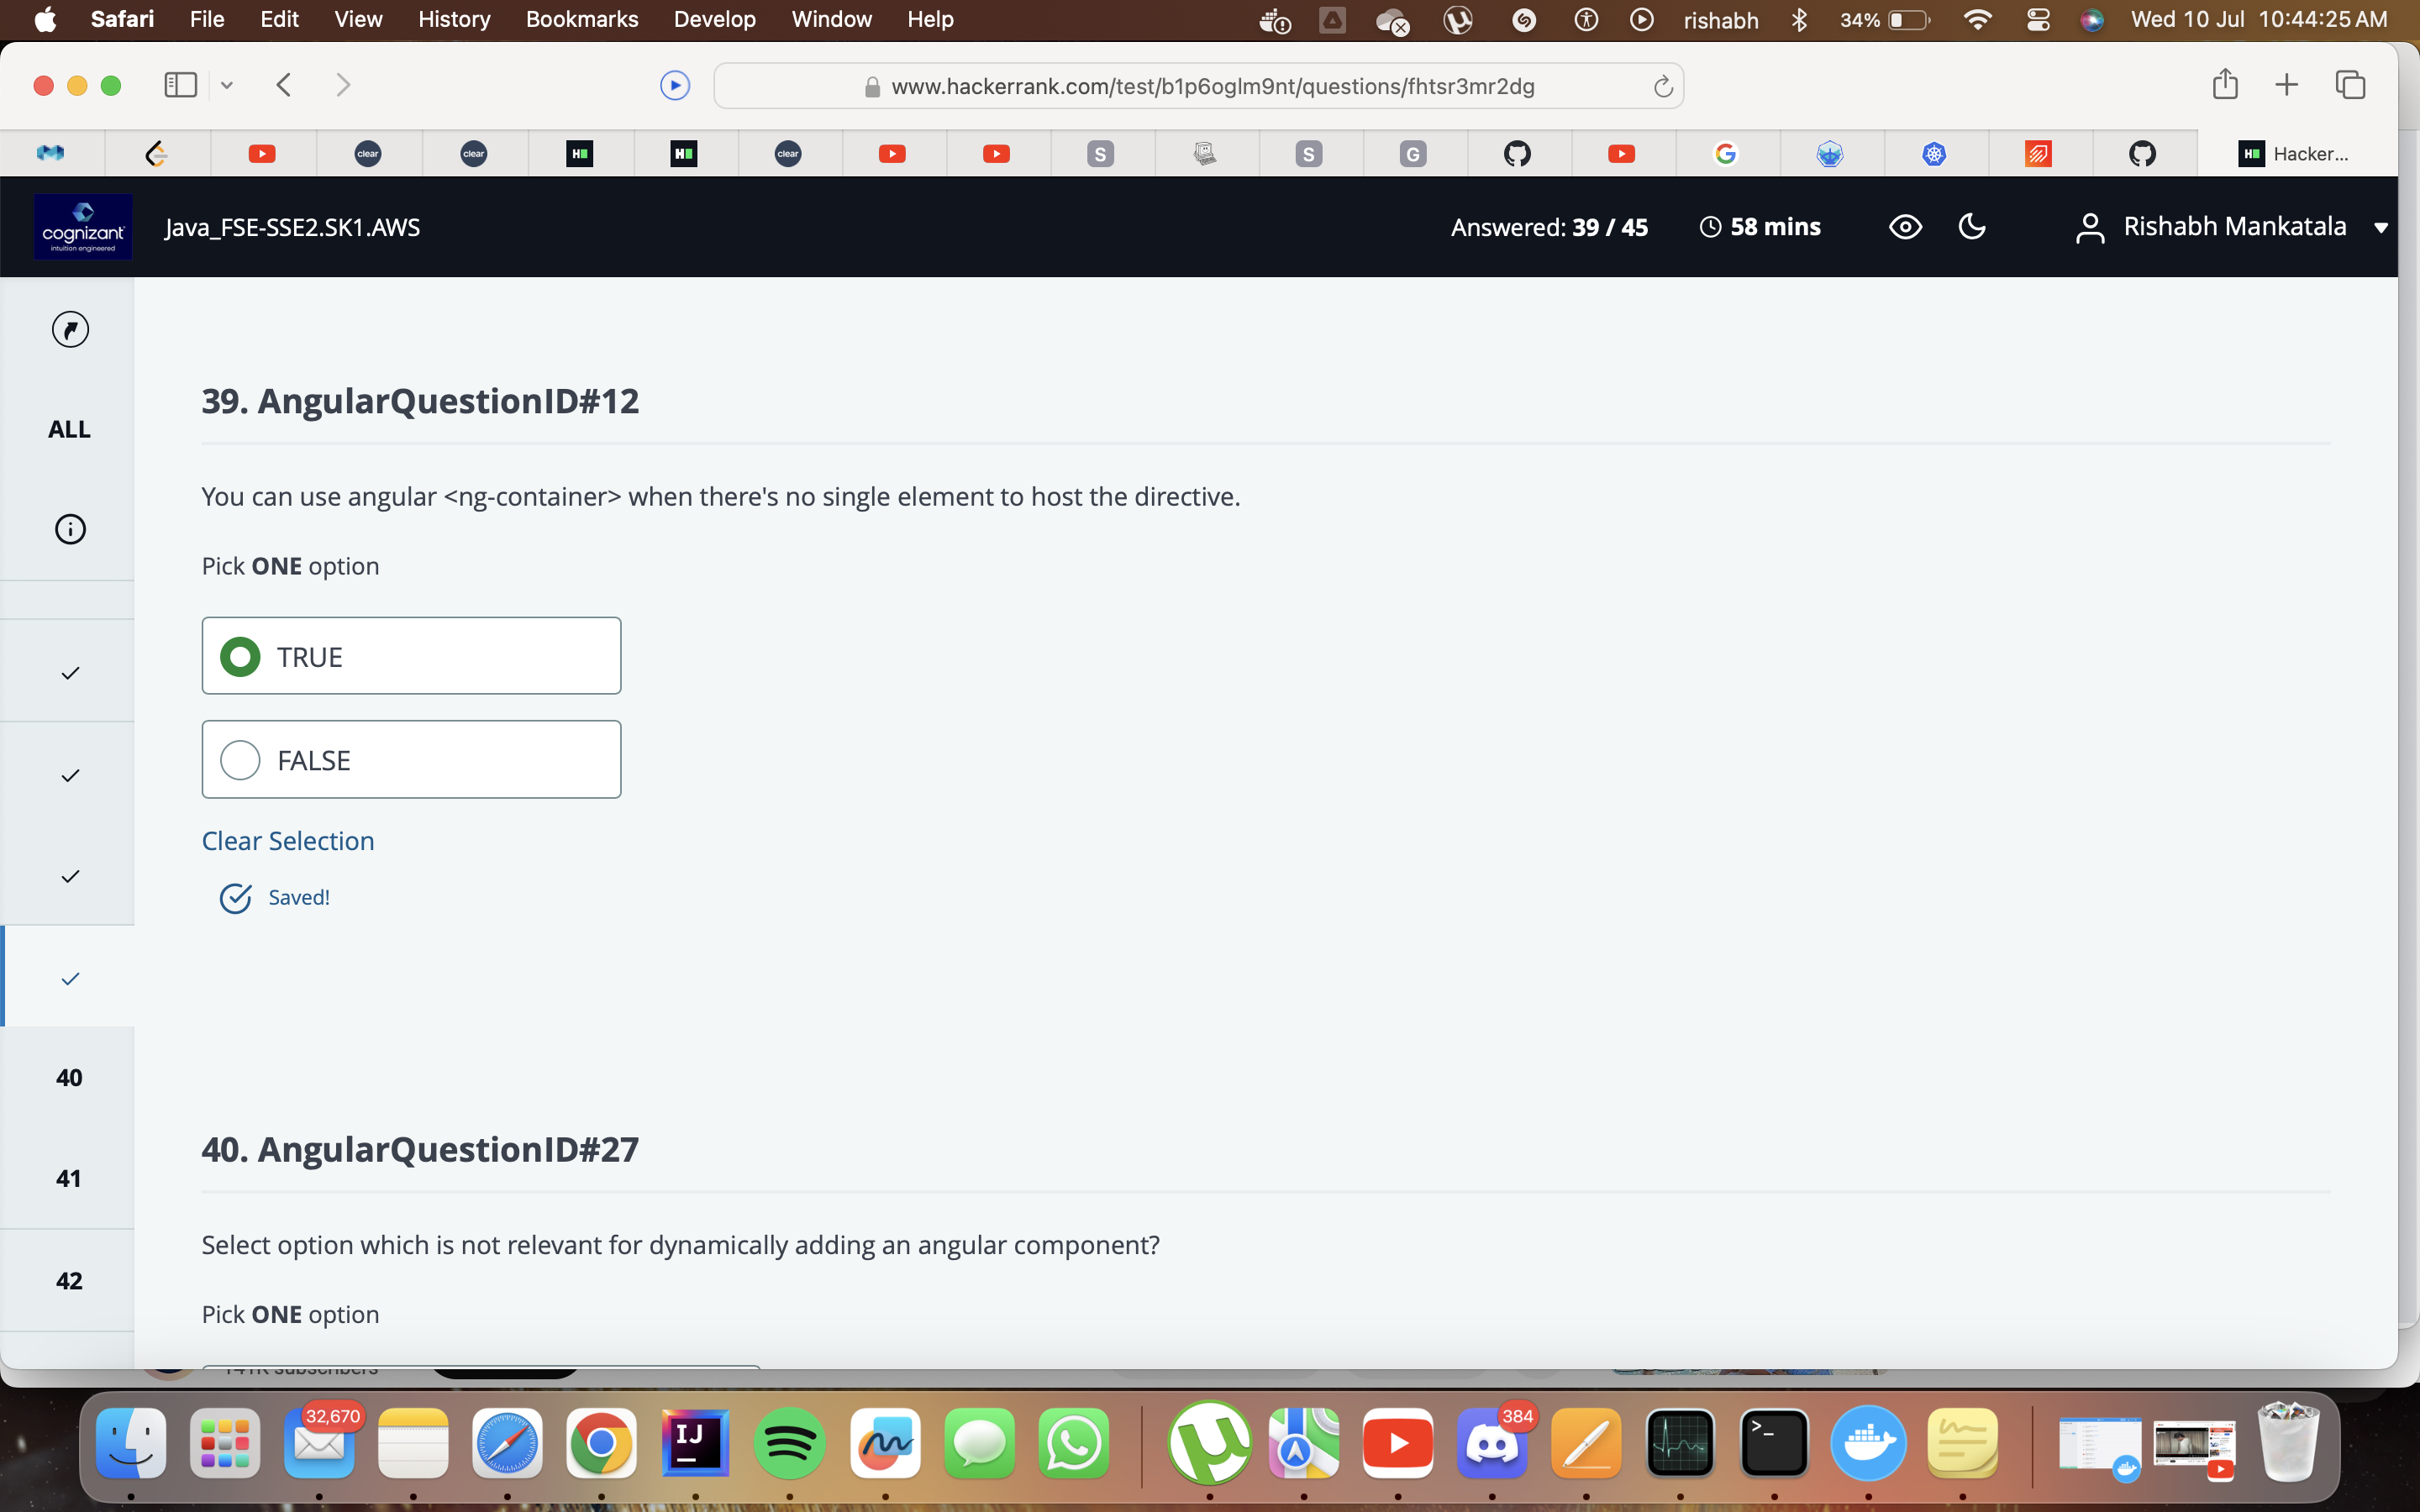 Safari File Edit View History Bookmarks Develop Window Help rishabh 34% Wed 10 Jul 10:44:25 AM
www.hackerrank.com/test/b1p6oglm9nt/questions/fhtsr3mr2dg
clear clear H H clear S S G H Hacker...
cognizant
intuition engineered
Java_FSE-SSE2.SK1.AWS
Answered: 39 / 45
58 mins
Rishabh Mankatala
ALL
39. AngularQuestionID#12
You can use angular <ng-container> when there's no single element to host the directive.
Pick ONE option
TRUE
FALSE
Clear Selection
Saved!
40
41
42
40. AngularQuestionID#27
Select option which is not relevant for dynamically adding an angular component?
Pick ONE option
32,670
IJ
384
>_